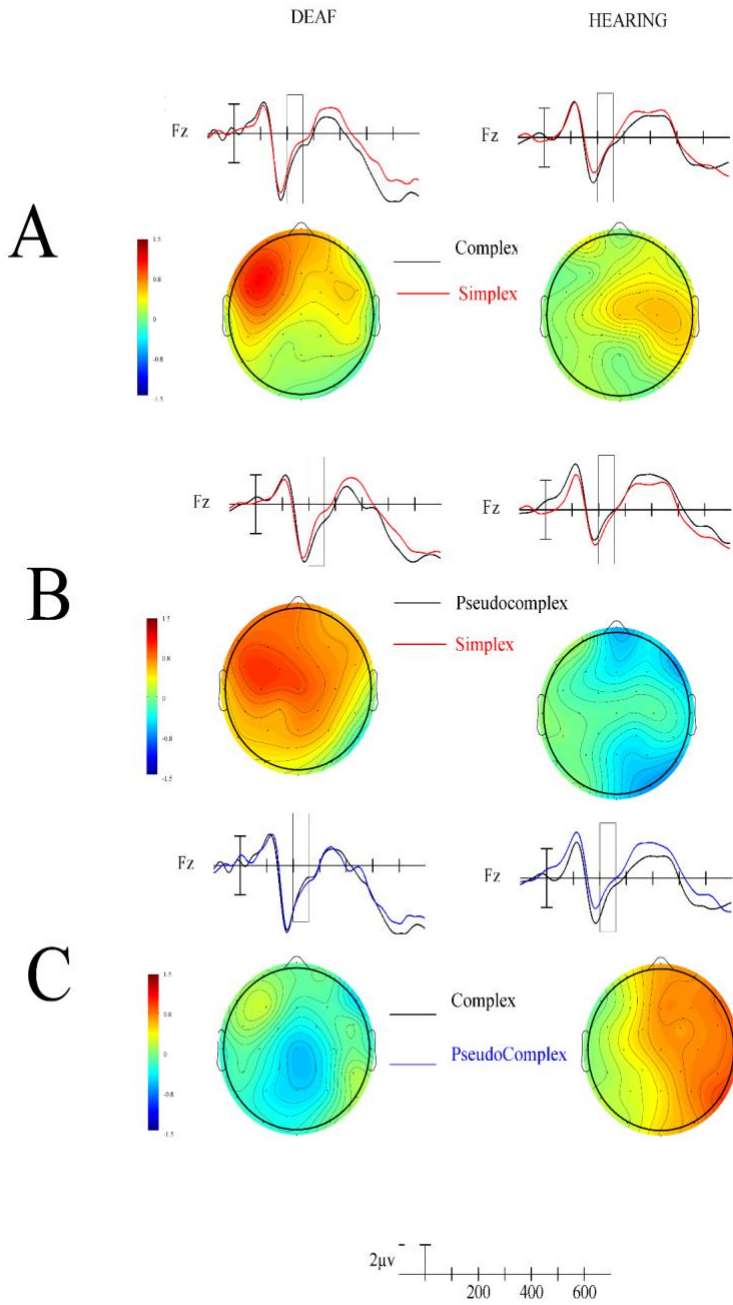 DEAF HEARING
Fz Fz
A
1.5
0.8
0
-0.8
-1.5
Complex
Simplex
Fz Fz
B
1.5
0.8
0
-0.8
-1.5
Pseudocomplex
Simplex
Fz Fz
C
1.5
0.8
0
-0.8
-1.5
Complex
PseudoComplex
2μv
200 400 600